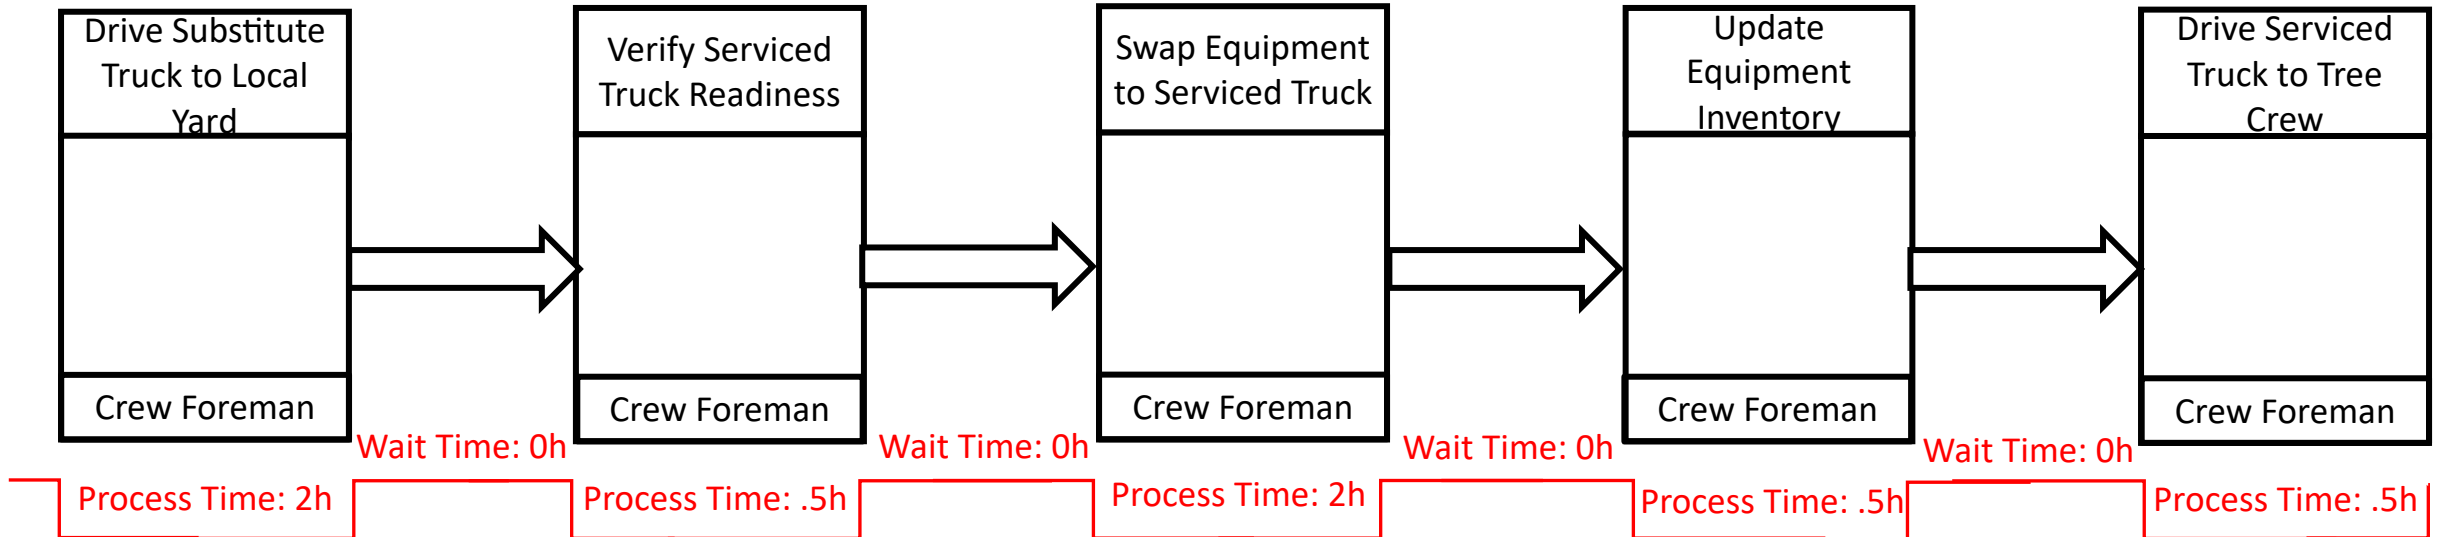 Drive Substitute
Truck to Local
Yard
Verify Serviced
Truck Readiness
Swap Equipment
to Serviced Truck
Update
Equipment
Inventory
Drive Serviced
Truck to Tree
Crew
Crew Foreman
Crew Foreman
Crew Foreman
Crew Foreman
Crew Foreman
Wait Time: 0h
Wait Time: 0h
Wait Time: 0h
Wait Time: 0h
Process Time: 2h
Process Time: .5h
Process Time: 2h
Process Time: .5h
Process Time: .5h